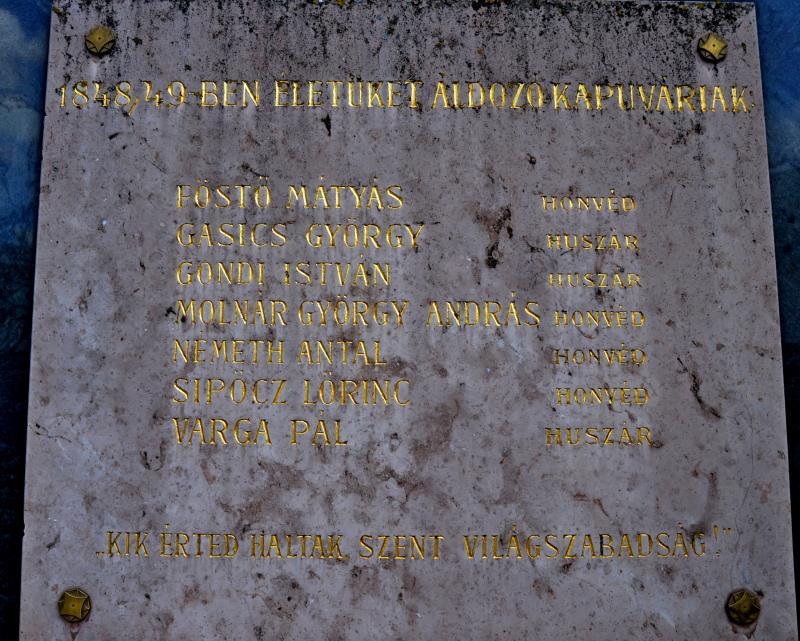 1848/49-BEN ÉLETÜKET ÁLDOZÓ KAPUVÁRIAK
FÖSTŐ MÁTYÁS HONVÉD
GASICS GYÖRGY HUSZÁR
GONDI ISTVÁN HUSZÁR
MOLNÁR GYÖRGY ANDRÁS HONVÉD
NÉMETH ANTAL HONVÉD
SIPŐCZ LŐRINC HONVÉD
VARGA PÁL HUSZÁR
„KIK ÉRTED HALTAK, SZENT VILÁGSZABADSÁG!”